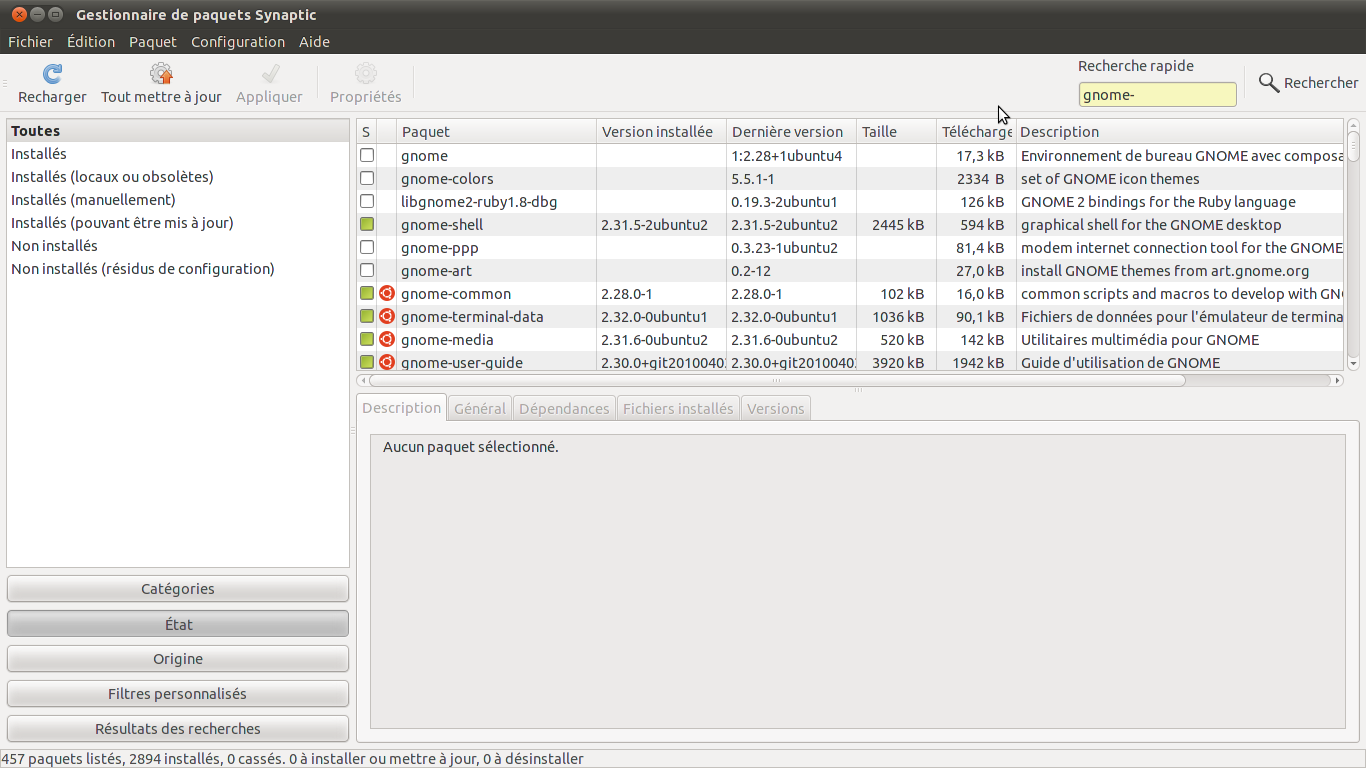 Gestionnaire de paquets Synaptic
Fichier Édition Paquet Configuration Aide
Recharger Tout mettre à jour Appliquer Propriétés Recherche rapide gnome- Rechercher
Toutes
Installés
Installés (locaux ou obsolètes)
Installés (manuellement)
Installés (pouvant être mis à jour)
Non installés
Non installés (résidus de configuration)
Catégories
État
Origine
Filtres personnalisés
Résultats des recherches
S Paquet Version installée Dernière version Taille Télécharge Description
gnome 1:2.28+1ubuntu4 17,3 kB Environnement de bureau GNOME avec composa
gnome-colors 5.5.1-1 2334 B set of GNOME icon themes
libgnome2-ruby1.8-dbg 0.19.3-2ubuntu1 126 kB GNOME 2 bindings for the Ruby language
gnome-shell 2.31.5-2ubuntu2 2.31.5-2ubuntu2 2445 kB 594 kB graphical shell for the GNOME desktop
gnome-ppp 0.3.23-1ubuntu2 81,4 kB modem internet connection tool for the GNOME
gnome-art 0.2-12 27,0 kB install GNOME themes from art.gnome.org
gnome-common 2.28.0-1 2.28.0-1 102 kB 16,0 kB common scripts and macros to develop with GN
gnome-terminal-data 2.32.0-0ubuntu1 2.32.0-0ubuntu1 1036 kB 90,1 kB Fichiers de données pour l'émulateur de termina
gnome-media 2.31.6-0ubuntu2 2.31.6-0ubuntu2 520 kB 142 kB Utilitaires multimédia pour GNOME
gnome-user-guide 2.30.0+git2010040 2.30.0+git2010040 3920 kB 1942 kB Guide d'utilisation de GNOME
Description Général Dépendances Fichiers installés Versions
Aucun paquet sélectionné.
457 paquets listés, 2894 installés, 0 cassés. 0 à installer ou mettre à jour, 0 à désinstaller